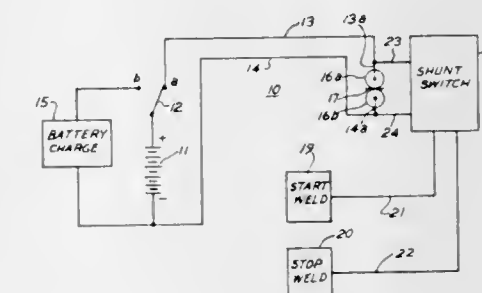 13
13a
23
14
16a
SHUNT
SWITCH
b
a
10
17
15
12
16b
BATTERY
CHARGE
+
14a
24
11
19
START
WELD
21
-
20
STOP
WELD
22